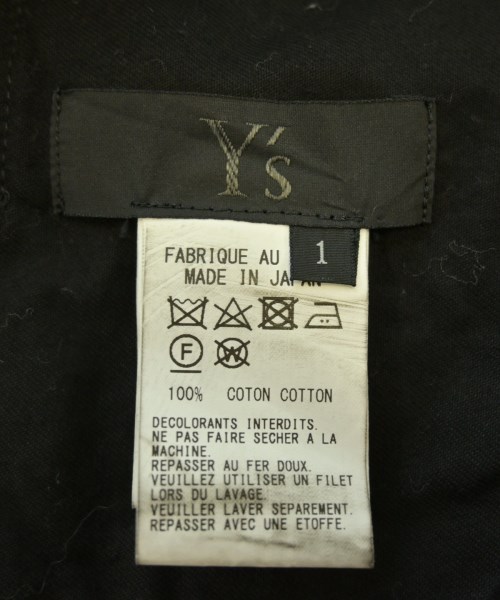 Y's
1
FABRIQUE AU
MADE IN JAPAN
F
W
100% COTON COTTON
DECOLORANTS INTERDITS.
NE PAS FAIRE SECHER A LA
MACHINE.
REPASSER AU FER DOUX.
VEUILLEZ UTILISER UN FILET
LORS DU LAVAGE.
VEUILLER LAVER SEPAREMENT.
REPASSER AVEC UNE ETOFFE.